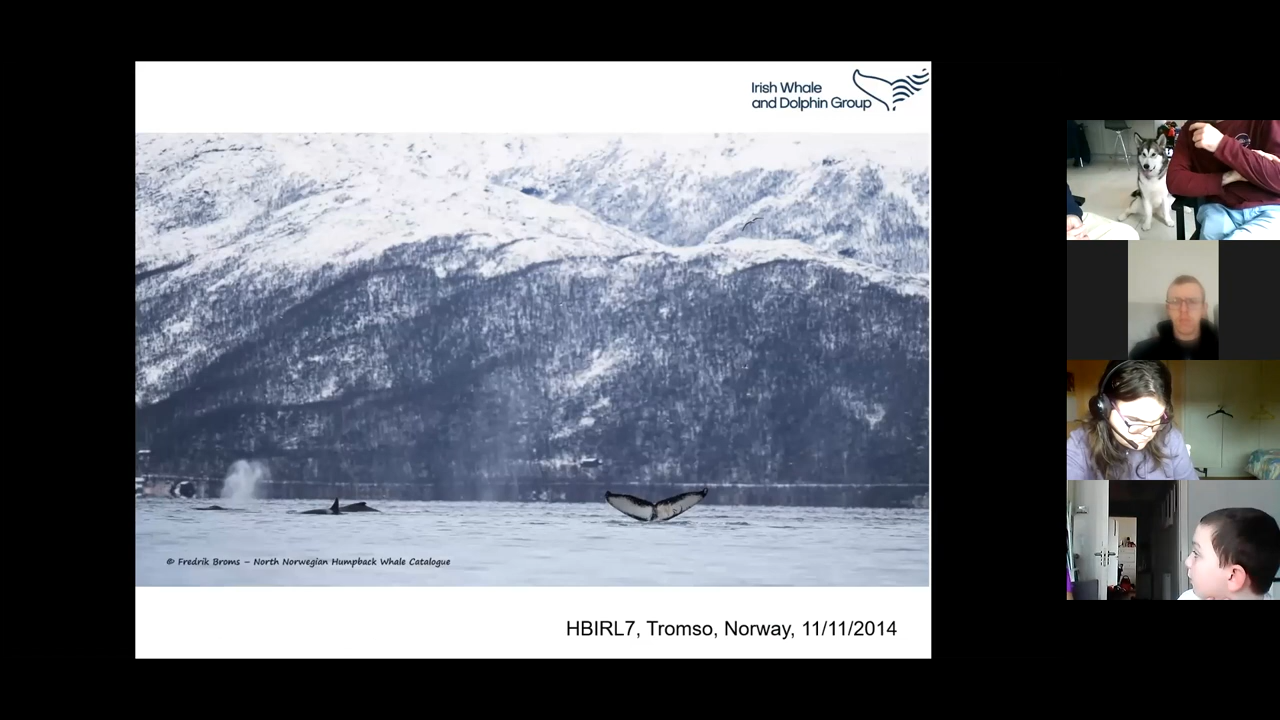 Irish Whale
and Dolphin Group
© Fredrik Broms – North Norwegian Humpback Whale Catalogue
HBIRL7, Tromso, Norway, 11/11/2014